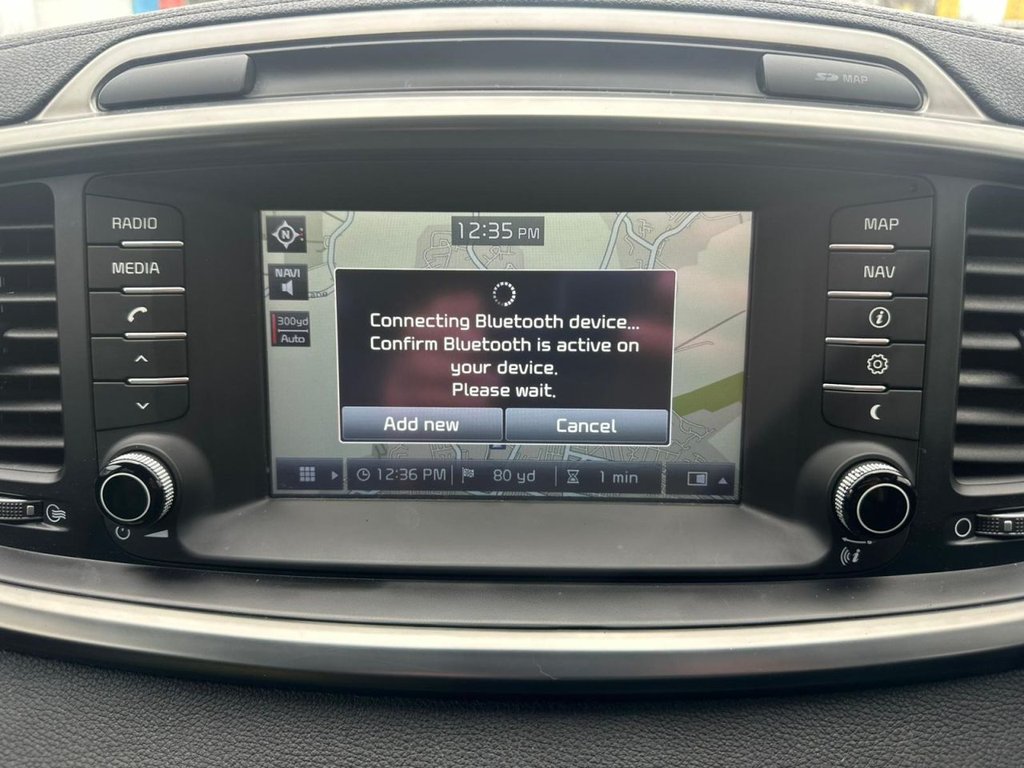 SD MAP
RADIO
MEDIA
MAP
NAV
12:35 PM
N
NAVI
300yd
Auto
Connecting Bluetooth device...
Confirm Bluetooth is active on
your device.
Please wait.
Add new
Cancel
12:36 PM
80 yd
1 min